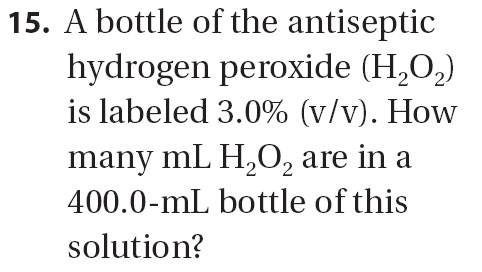 15. A bottle of the antiseptic
hydrogen peroxide (H₂O₂)
is labeled 3.0% (v/v). How
many mL H₂O₂ are in a
400.0-mL bottle of this
solution?